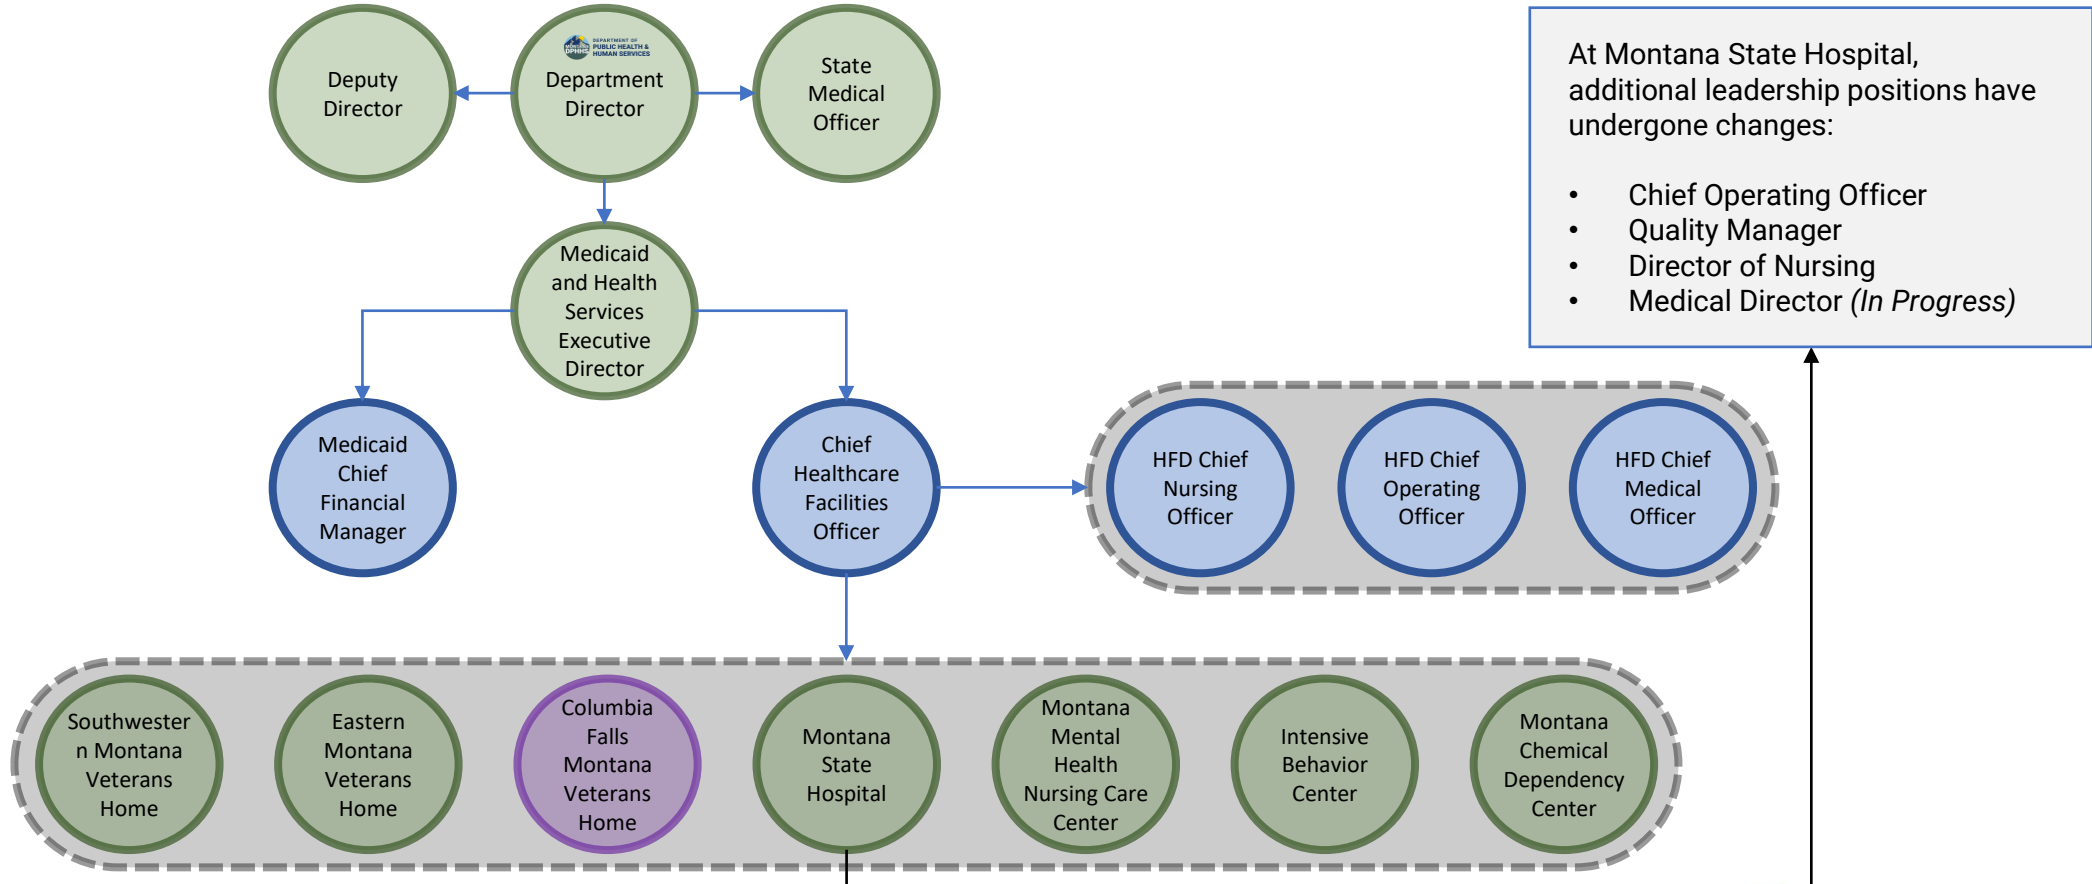 Deputy
Director
MONTANA
DPHHS
DEPARTMENT OF
PUBLIC HEALTH &
HUMAN SERVICES
Department
Director
State
Medical
Officer
At Montana State Hospital,
additional leadership positions have
undergone changes:
• Chief Operating Officer
• Quality Manager
• Director of Nursing
• Medical Director (In Progress)
Medicaid
and Health
Services
Executive
Director
Medicaid
Chief
Financial
Manager
Chief
Healthcare
Facilities
Officer
HFD Chief
Nursing
Officer
HFD Chief
Operating
Officer
HFD Chief
Medical
Officer
Southwester
n Montana
Veterans
Home
Eastern
Montana
Veterans
Home
Columbia
Falls
Montana
Veterans
Home
Montana
State
Hospital
Montana
Mental
Health
Nursing Care
Center
Intensive
Behavior
Center
Montana
Chemical
Dependency
Center